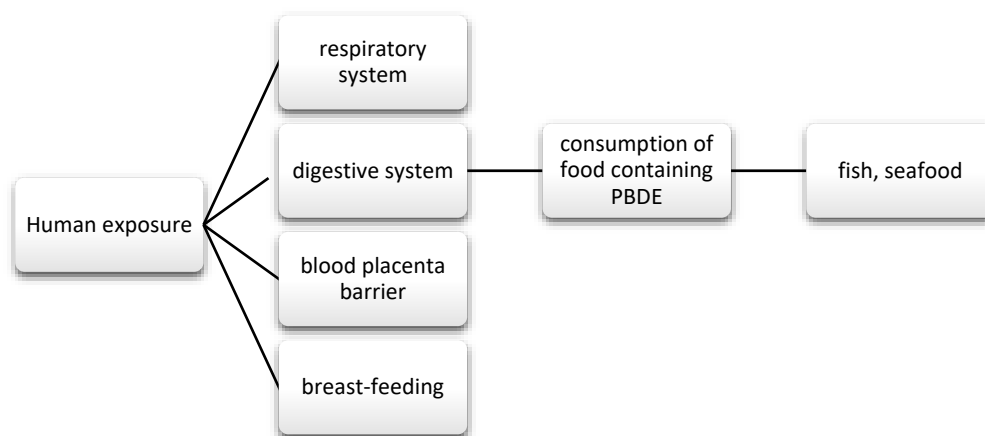 respiratory
system
digestive system
consumption of
food containing
PBDE
fish, seafood
Human exposure
blood placenta
barrier
breast-feeding